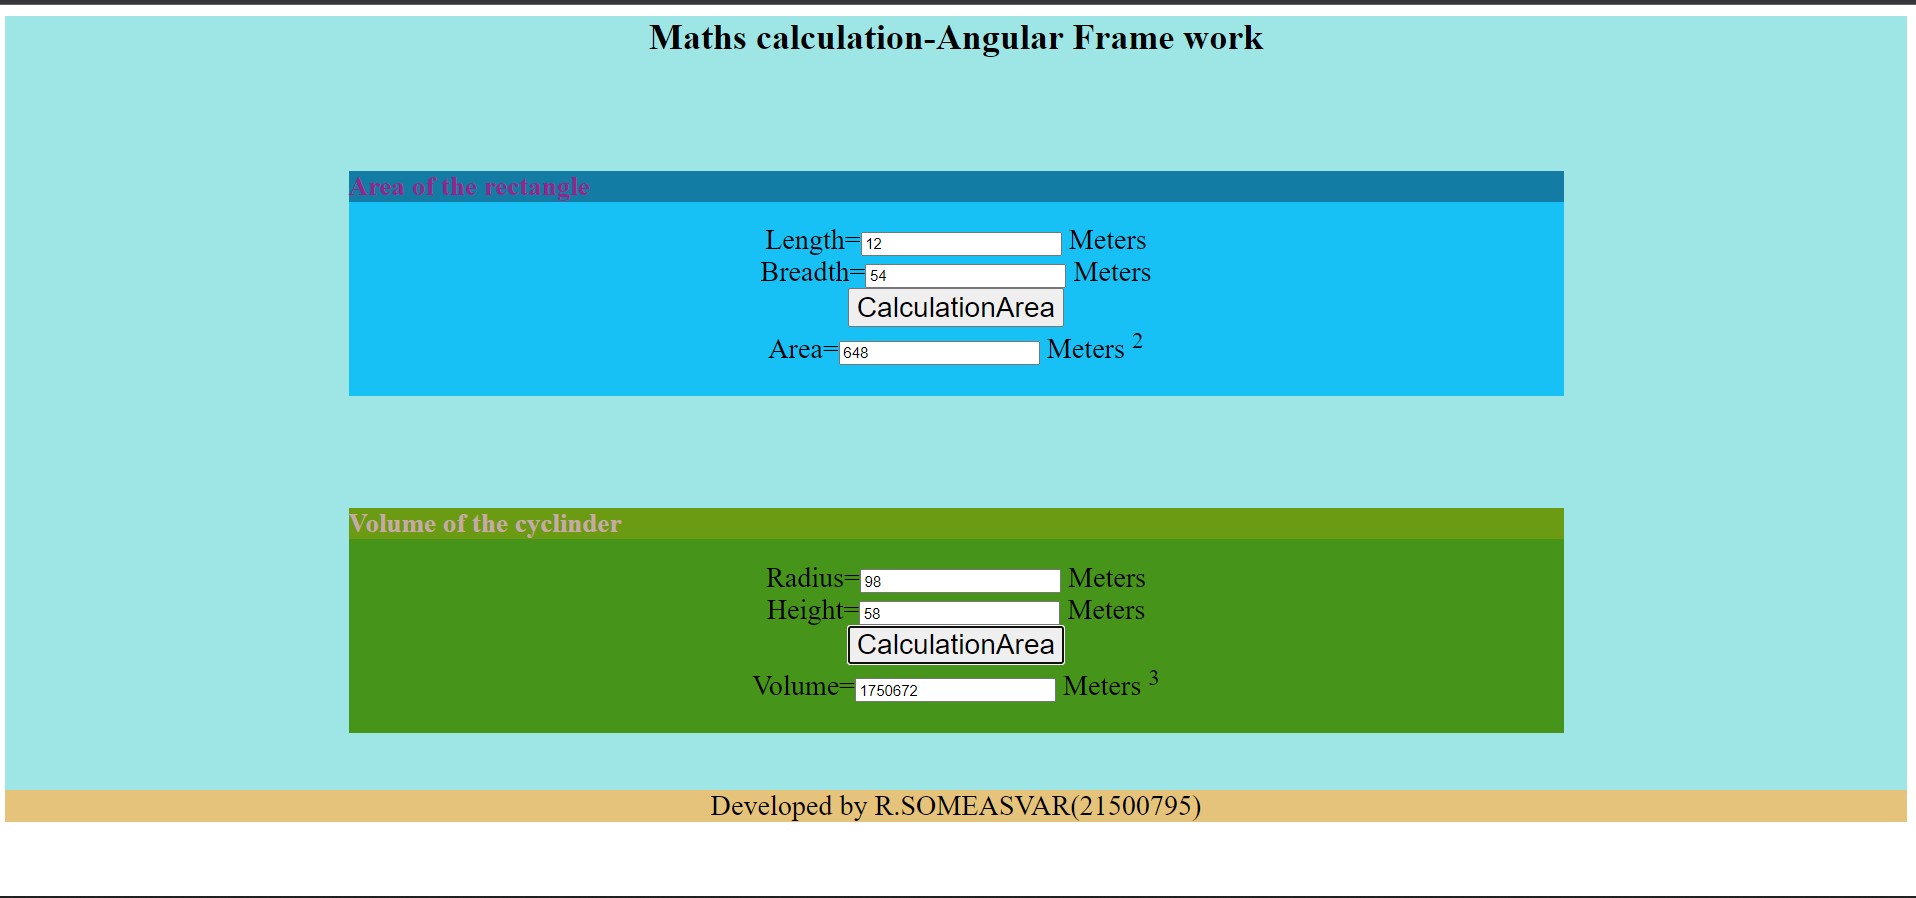 Maths calculation-Angular Frame work
Area of the rectangle
Length=12 Meters
Breadth=54 Meters
CalculationArea
Area=648 Meters 2
Volume of the cyclinder
Radius=98 Meters
Height=58 Meters
CalculationArea
Volume=1750672 Meters 3
Developed by R.SOMEASVAR(21500795)